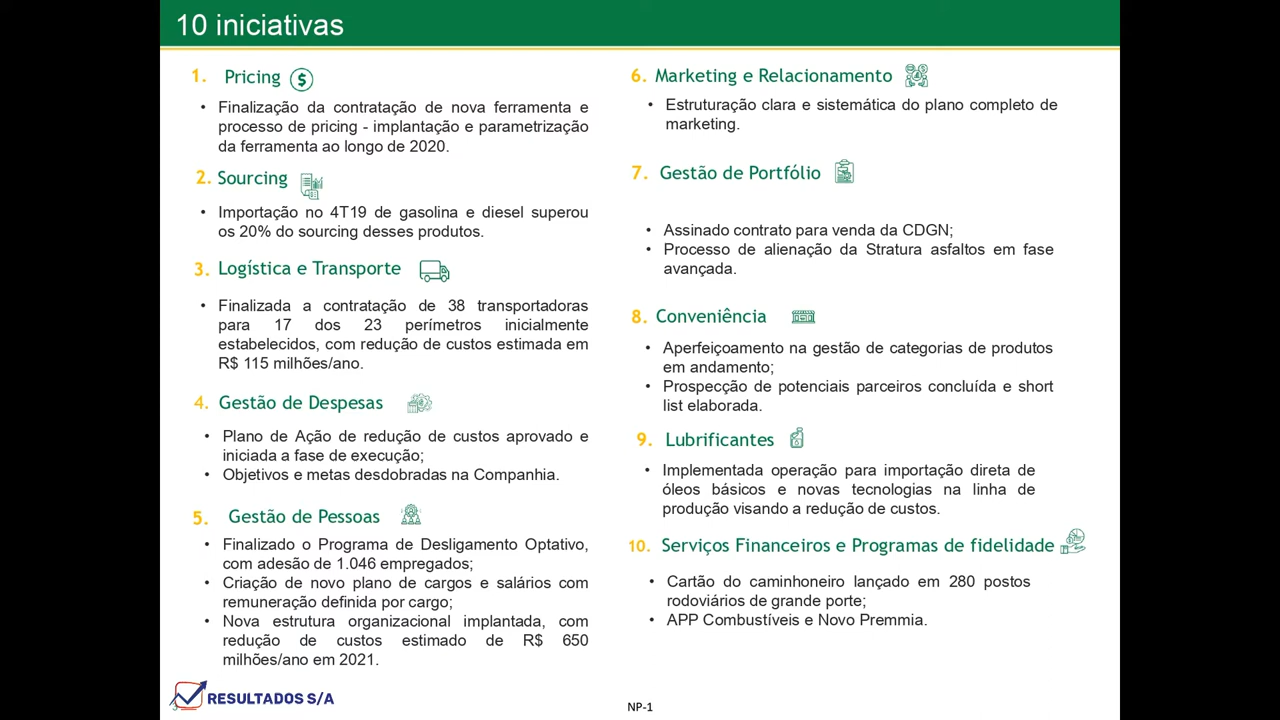 10 iniciativas
1. Pricing
• Finalização da contratação de nova ferramenta e
processo de pricing - implantação e parametrização
da ferramenta ao longo de 2020.
2. Sourcing
• Importação no 4T19 de gasolina e diesel superou
os 20% do sourcing desses produtos.
3. Logística e Transporte
• Finalizada a contratação de 38 transportadoras
para 17 dos 23 perímetros inicialmente
estabelecidos, com redução de custos estimada em
R$ 115 milhões/ano.
4. Gestão de Despesas
• Plano de Ação de redução de custos aprovado e
iniciada a fase de execução;
• Objetivos e metas desdobradas na Companhia.
5. Gestão de Pessoas
• Finalizado o Programa de Desligamento Optativo,
com adesão de 1.046 empregados;
• Criação de novo plano de cargos e salários com
remuneração definida por cargo;
• Nova estrutura organizacional implantada, com
redução de custos estimado de R$ 650
milhões/ano em 2021.
6. Marketing e Relacionamento
• Estruturação clara e sistemática do plano completo de
marketing.
7. Gestão de Portfólio
• Assinado contrato para venda da CDGN;
• Processo de alienação da Stratura asfaltos em fase
avançada.
8. Conveniência
• Aperfeiçoamento na gestão de categorias de produtos
em andamento;
• Prospecção de potenciais parceiros concluída e short
list elaborada.
9. Lubrificantes
• Implementada operação para importação direta de
óleos básicos e novas tecnologias na linha de
produção visando a redução de custos.
10. Serviços Financeiros e Programas de fidelidade
• Cartão do caminhoneiro lançado em 280 postos
rodoviários de grande porte;
• APP Combustíveis e Novo Premmia.
RESULTADOS S/A
NP-1